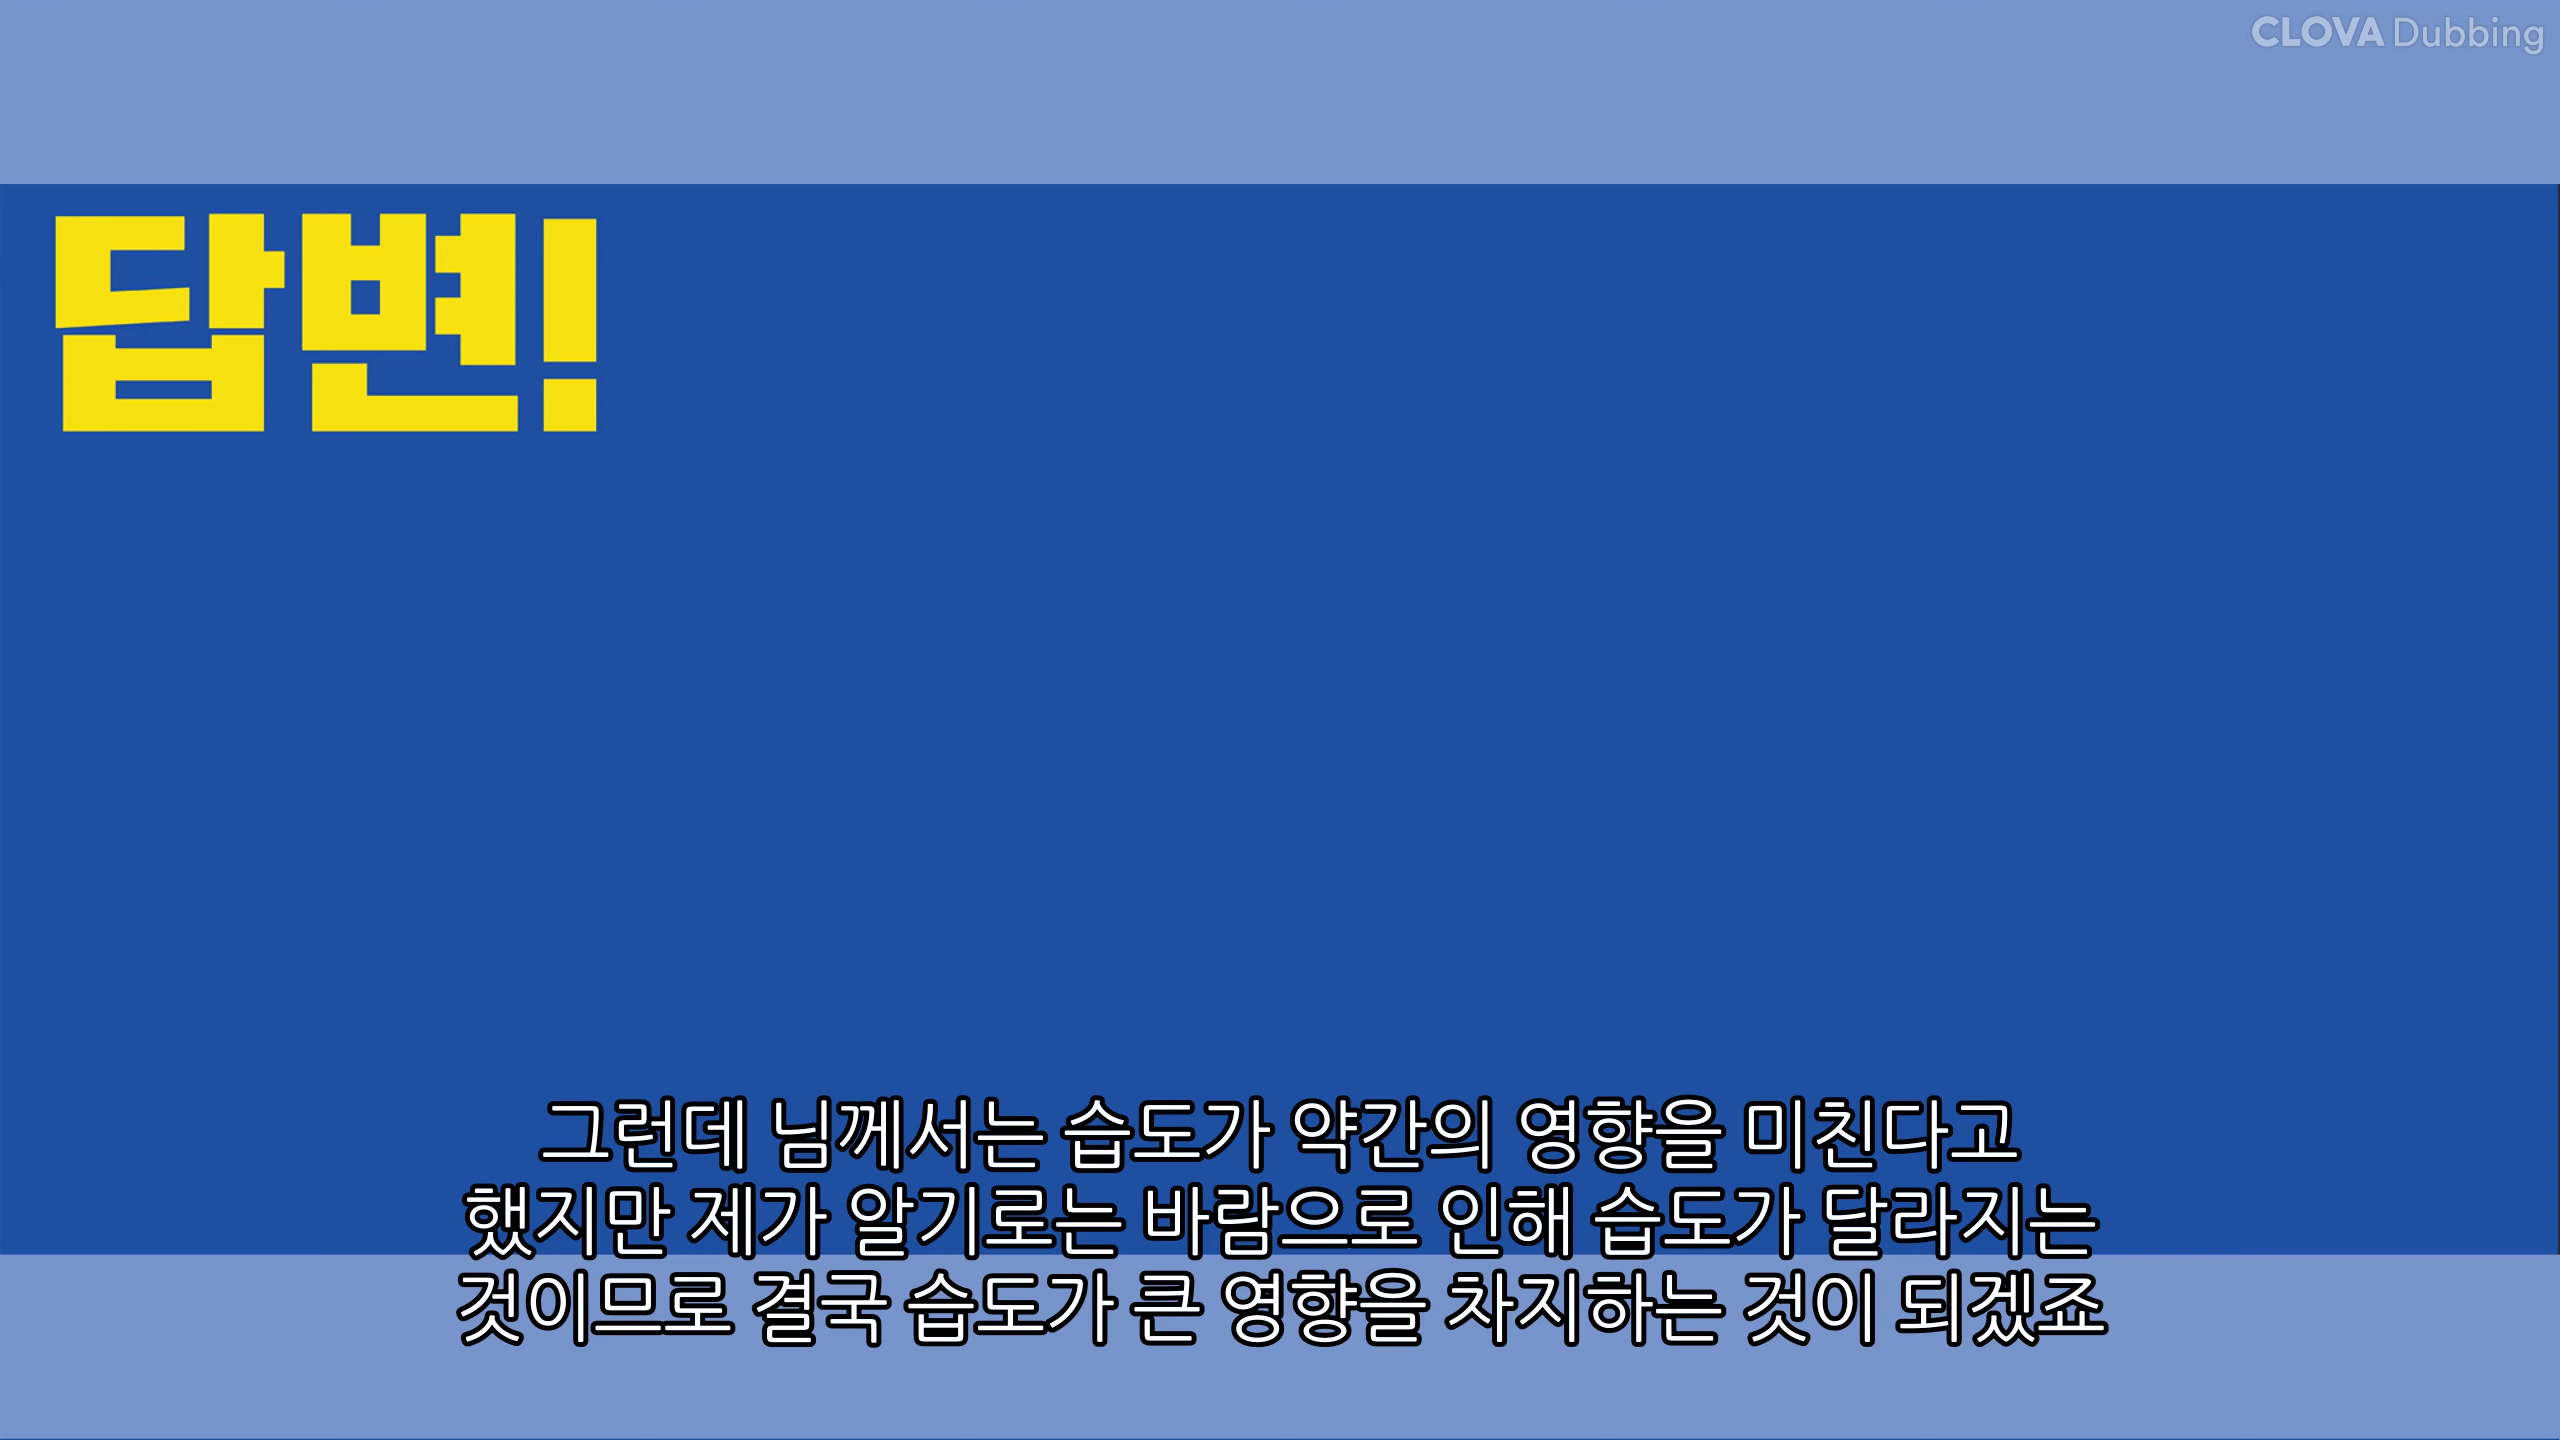 CLOVA Dubbing
답변!
그런데 님께서는 습도가 약간의 영향을 미친다고
했지만 제가 알기로는 바람으로 인해 습도가 달라지는
것이므로 결국 습도가 큰 영향을 차지하는 것이 되겠죠